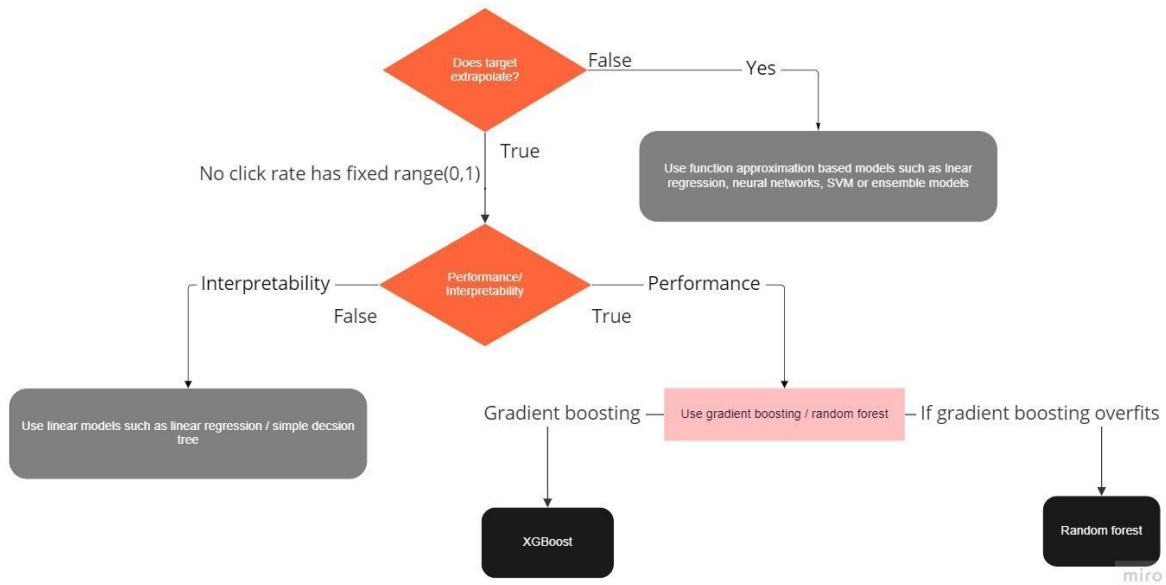 Does target
extrapolate?
False
Yes
True
No click rate has fixed range(0,1)
Use function approximation based models such as lnear
regression, neural networks, SVM or ensemble models
Performance/
Interpretability
Interpretability
False
Performance
True
Use linear models such as linear regression / simple decsion
tree
Gradient boosting
Use gradient boosting / random forest
If gradient boosting overfits
XGBoost
Random forest
miro